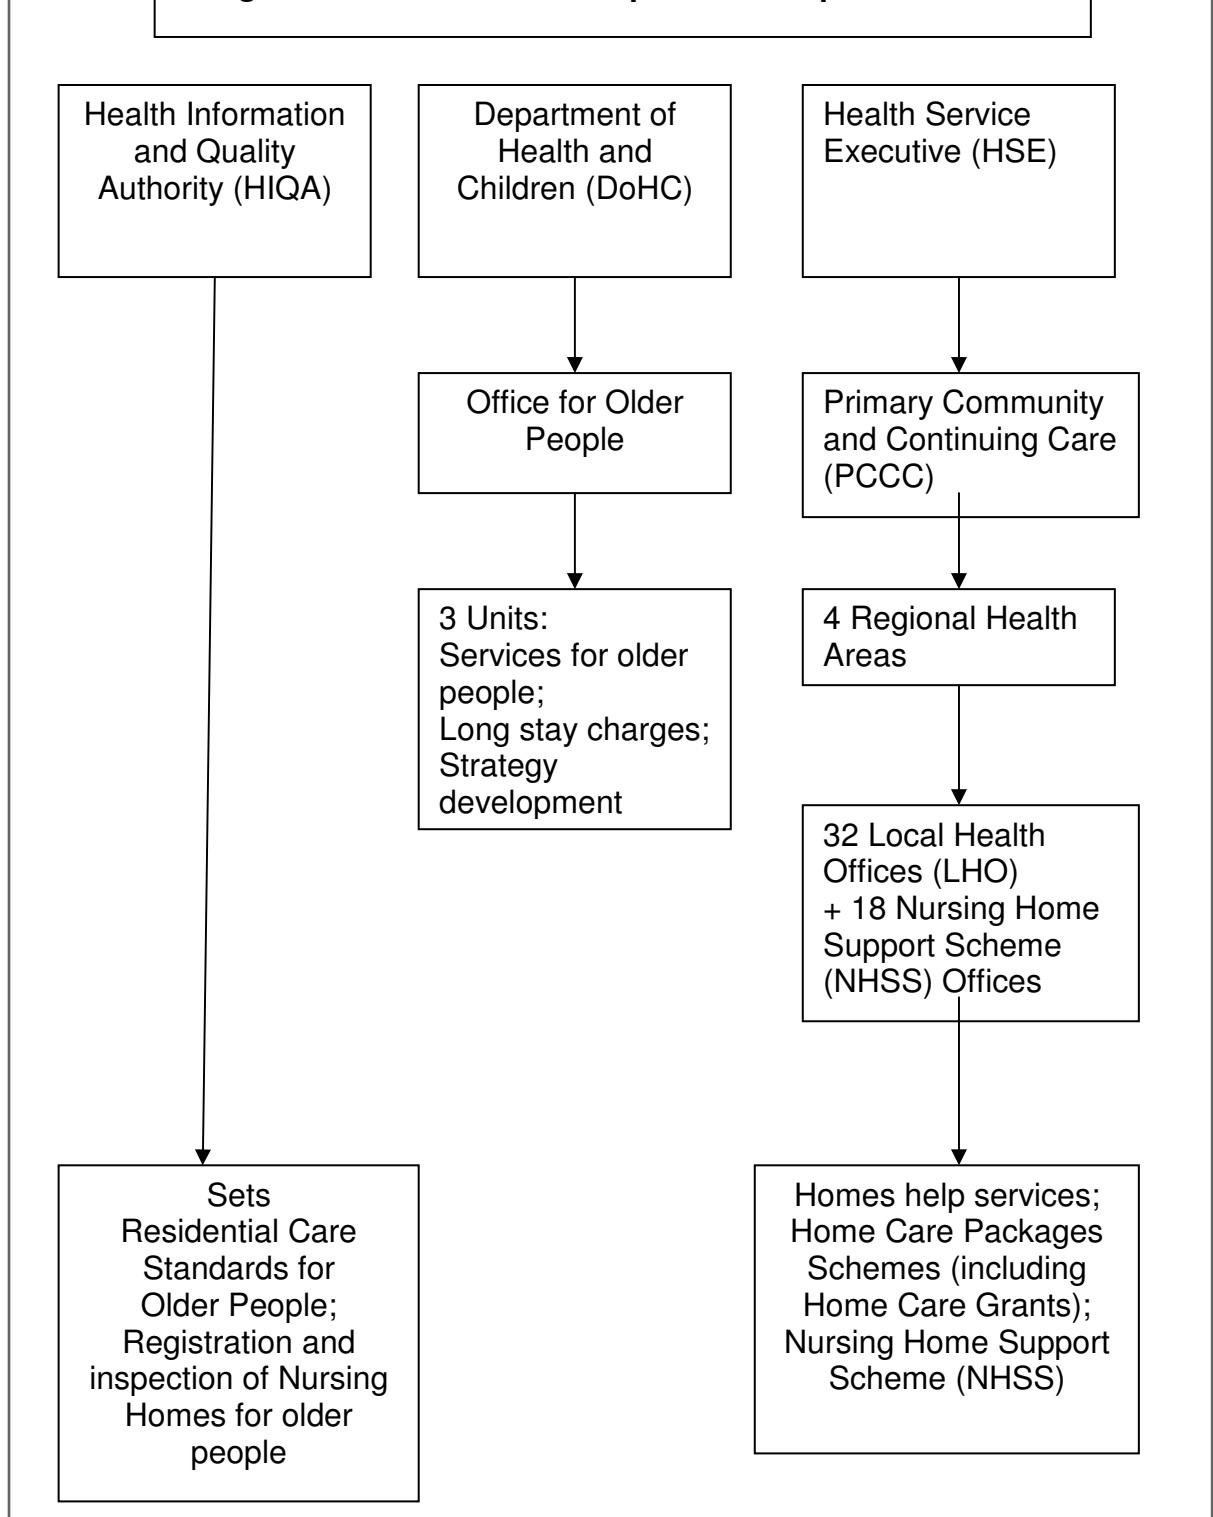 Health Information
and Quality
Authority (HIQA)
Department of
Health and
Children (DoHC)
Health Service
Executive (HSE)
Office for Older
People
Primary Community
and Continuing Care
(PCCC)
3 Units:
Services for older
people;
Long stay charges;
Strategy
development
4 Regional Health
Areas
32 Local Health
Offices (LHO)
+ 18 Nursing Home
Support Scheme
(NHSS) Offices
Sets
Residential Care
Standards for
Older People;
Registration and
inspection of Nursing
Homes for older
people
Homes help services;
Home Care Packages
Schemes (including
Home Care Grants);
Nursing Home Support
Scheme (NHSS)